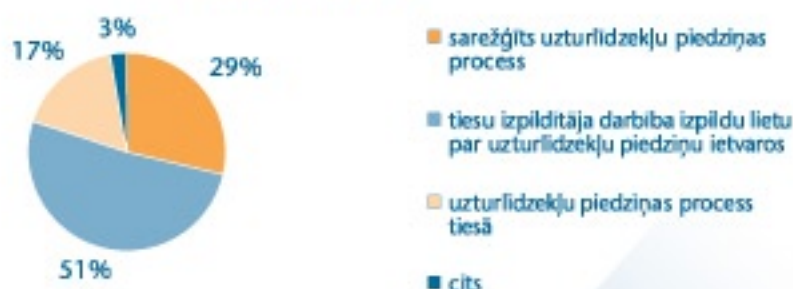 3%
17%
29%
51%
sarežģīts uzturlīdzekļu piedziņas
process
tiesu izpildītāja darbība izpildu lietu
par uzturlīdzekļu piedziņu ietvaros
uzturlīdzekļu piedziņas process
tiesā
cits